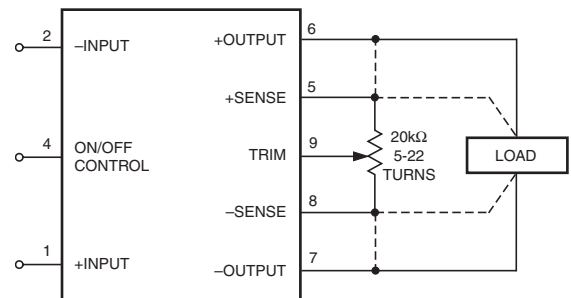 2 –INPUT
4 ON/OFF
CONTROL
1 +INPUT
+OUTPUT 6
+SENSE 5
TRIM 9
–SENSE 8
–OUTPUT 7
20kΩ
5-22
TURNS
LOAD